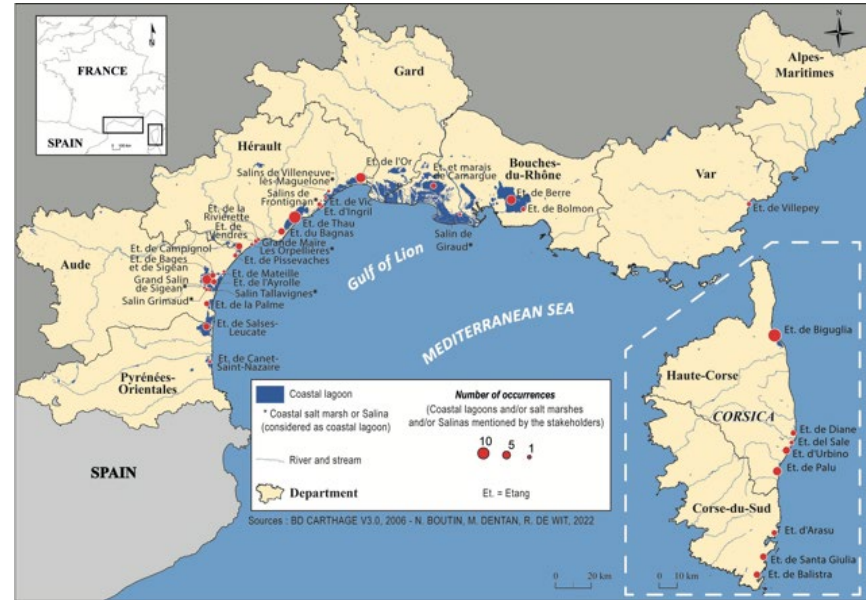 N
FRANCE
SPAIN
Gard
Alpes-
Maritimes
Hérault
Bouches-
du-Rhône
Var
Aude
Pyrénées-
Orientales
SPAIN
Salins de Villeneuve-
lès-Maguelone*
Salins de
Frontignan*
Et. de l'Or
Et. et marais
de Camargue
Et. de Berre
Et. de Bolmon
Et. de Villepey
Et. de Vic
Et. d'Ingril
Et. de Thau
Et. du Bagnas
Grande Maïre
Les Orpellières*
Et. de Pissevaches
Et. de la
Rivièrette
Et. de
Vendres
Et. de Campignol
Et. de Bages
et de Sigean
Grand Salin
de Sigean*
Salin Grimaud*
Et. de Mateille
Et. de l'Ayrolle
Salin Tallavignes*
Et. de la Palme
Et. de Salses-
Leucate
Et. de Canet-
Saint-Nazaire
Salin de
Giraud*
Gulf of Lion
MEDITERRANEAN SEA
Haute-Corse
CORSICA
Corse-du-Sud
Et. de Biguglia
Et. de Diane
Et. del Sale
Et. d'Urbino
Et. de Palu
Et. d'Arasu
Et. de Santa Giulia
Et. de Balistra
Coastal lagoon
* Coastal salt marsh or Salina
(considered as coastal lagoon)
River and stream
Department
Number of occurrences
(Coastal lagoons and/or salt marshes
and/or Salinas mentioned by the stakeholders)
10 5 1
Et. = Etang
Sources : BD CARTHAGE V3.0, 2006 - N. BOUTIN, M. DENTAN, R. DE WIT, 2022
0 20 km
0 10 km